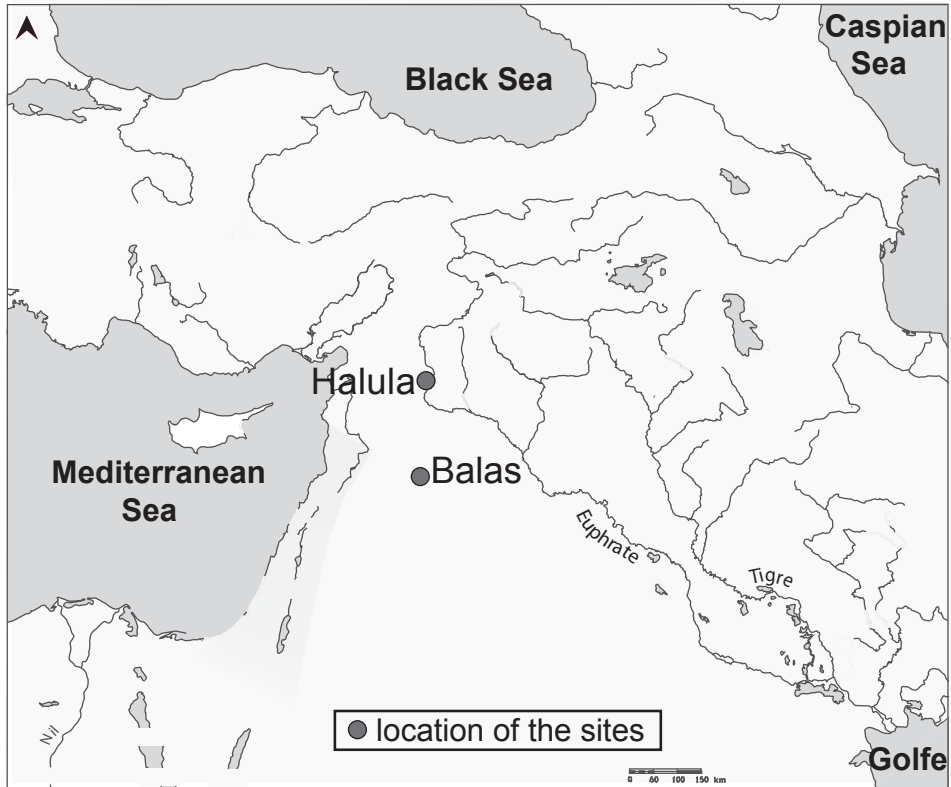 Caspian
Sea
Black Sea
Halula
Balas
Mediterranean
Sea
Euphrate
Tigre
Nil
location of the sites
Golfe
0 50 100 150 km